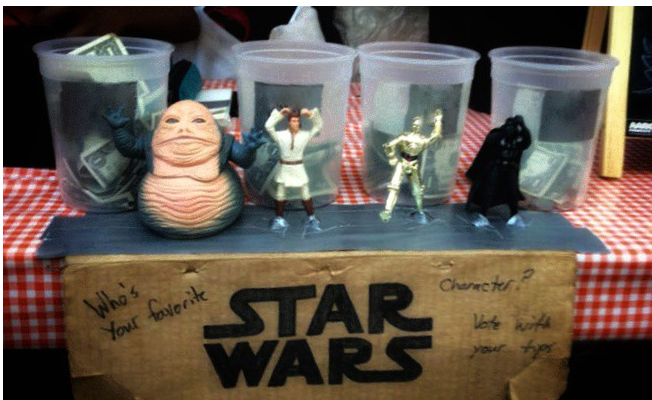 Who's
Your favorite
STAR
WARS
Character?
Vote with
your tips